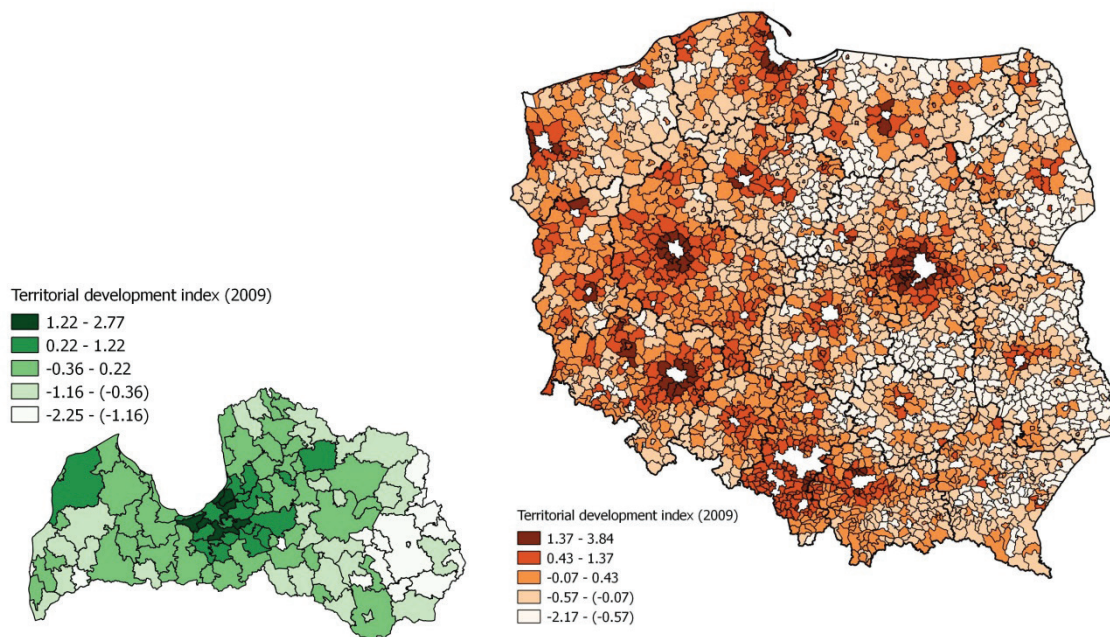 Territorial development index (2009)
1.22 - 2.77
0.22 - 1.22
-0.36 - 0.22
-1.16 - (-0.36)
-2.25 - (-1.16)
Territorial development index (2009)
1.37 - 3.84
0.43 - 1.37
-0.07 - 0.43
-0.57 - (-0.07)
-2.17 - (-0.57)